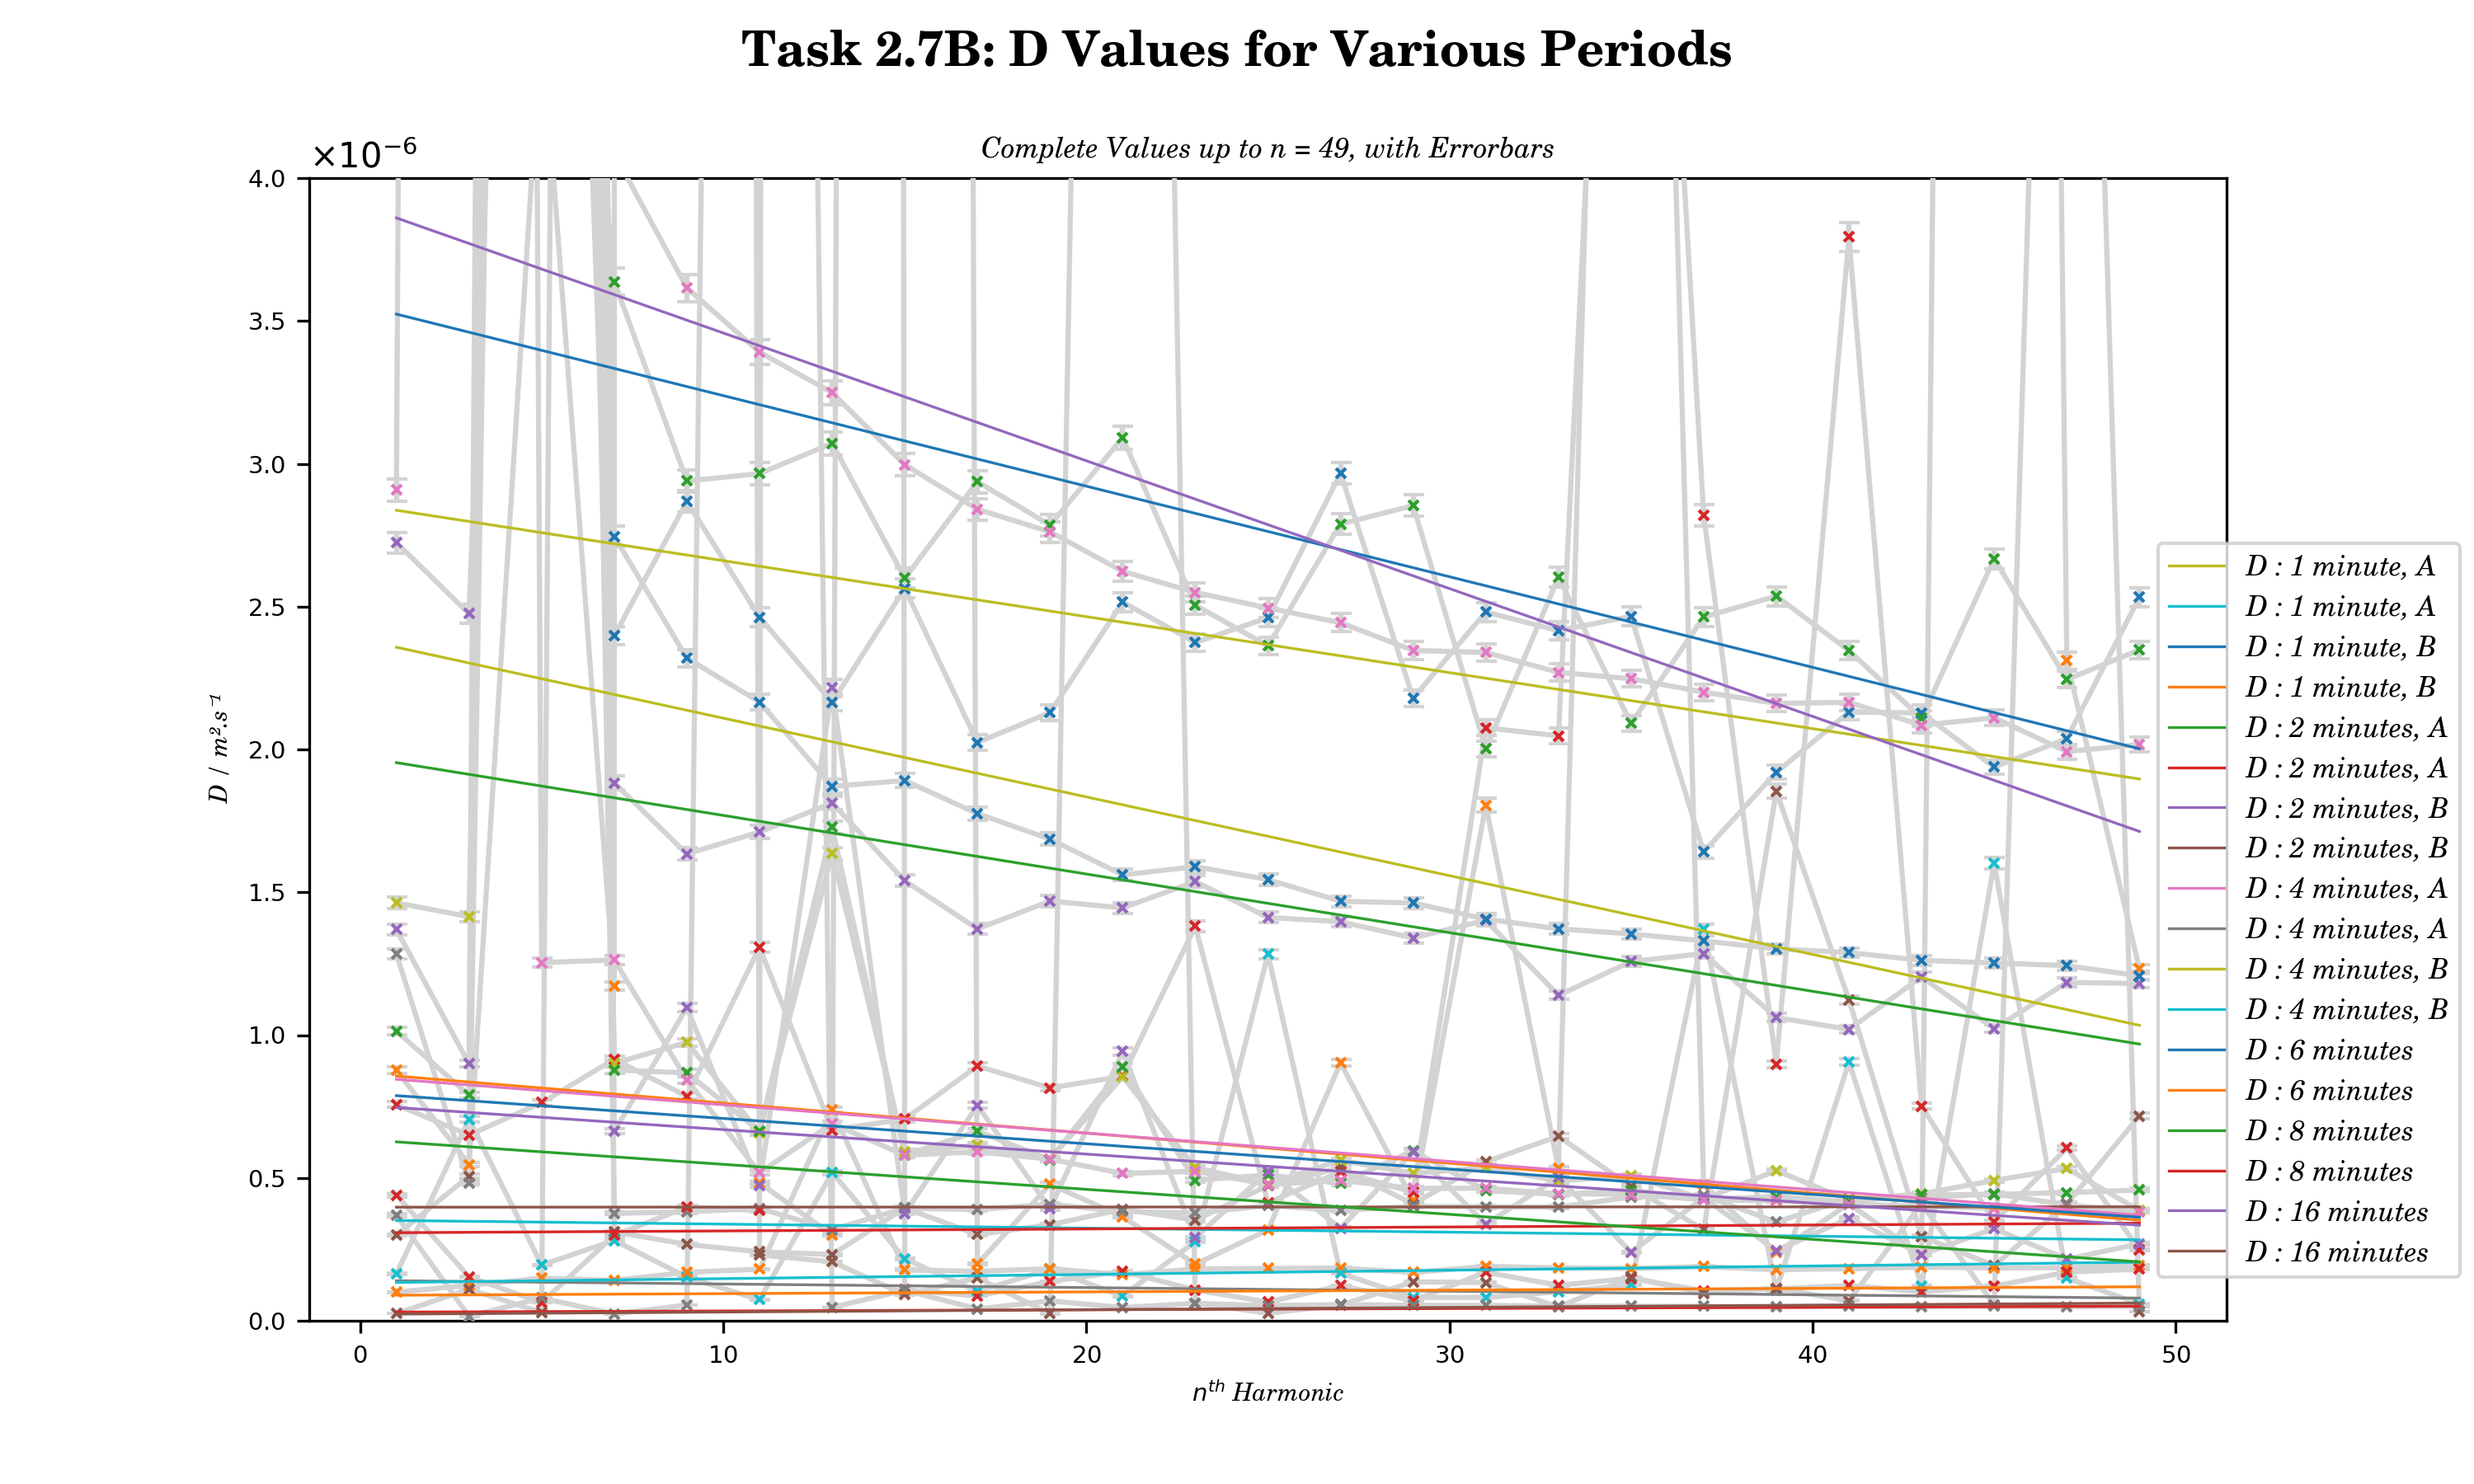 Task 2.7B: D Values for Various Periods
Complete Values up to n = 49, with Errorbars
×10⁻⁶
4.0
3.5
3.0
2.5
2.0
1.5
1.0
0.5
0.0
D / m².s⁻¹
0 10 20 30 40 50
nᵗʰ Harmonic
D : 1 minute, A
D : 1 minute, A
D : 1 minute, B
D : 1 minute, B
D : 2 minutes, A
D : 2 minutes, A
D : 2 minutes, B
D : 2 minutes, B
D : 4 minutes, A
D : 4 minutes, A
D : 4 minutes, B
D : 4 minutes, B
D : 6 minutes
D : 6 minutes
D : 8 minutes
D : 8 minutes
D : 16 minutes
D : 16 minutes